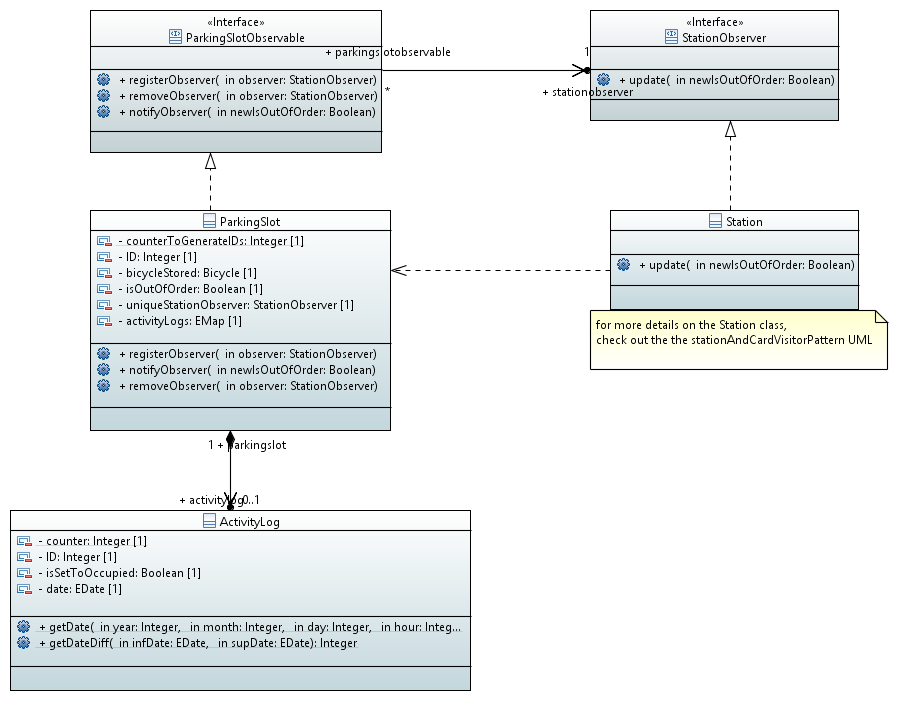 «Interface»
ParkingSlotObservable
+ parkingslotobservable
+ registerObserver( in observer: StationObserver)
+ removeObserver( in observer: StationObserver)
+ notifyObserver( in newIsOutOfOrder: Boolean)
*
«Interface»
StationObserver
1
+ update( in newIsOutOfOrder: Boolean)
+ stationobserver
ParkingSlot
- counterToGenerateIDs: Integer [1]
- ID: Integer [1]
- bicycleStored: Bicycle [1]
- isOutOfOrder: Boolean [1]
- uniqueStationObserver: StationObserver [1]
- activityLogs: EMap [1]
+ registerObserver( in observer: StationObserver)
+ notifyObserver( in newIsOutOfOrder: Boolean)
+ removeObserver( in observer: StationObserver)
Station
+ update( in newIsOutOfOrder: Boolean)
for more details on the Station class,
check out the the stationAndCardVisitorPattern UML
1 + parkingslot
+ activitylog 0..1
ActivityLog
- counter: Integer [1]
- ID: Integer [1]
- isSetToOccupied: Boolean [1]
- date: EDate [1]
+ getDate( in year: Integer, in month: Integer, in day: Integer, in hour: Integ...
+ getDateDiff( in infDate: EDate, in supDate: EDate): Integer